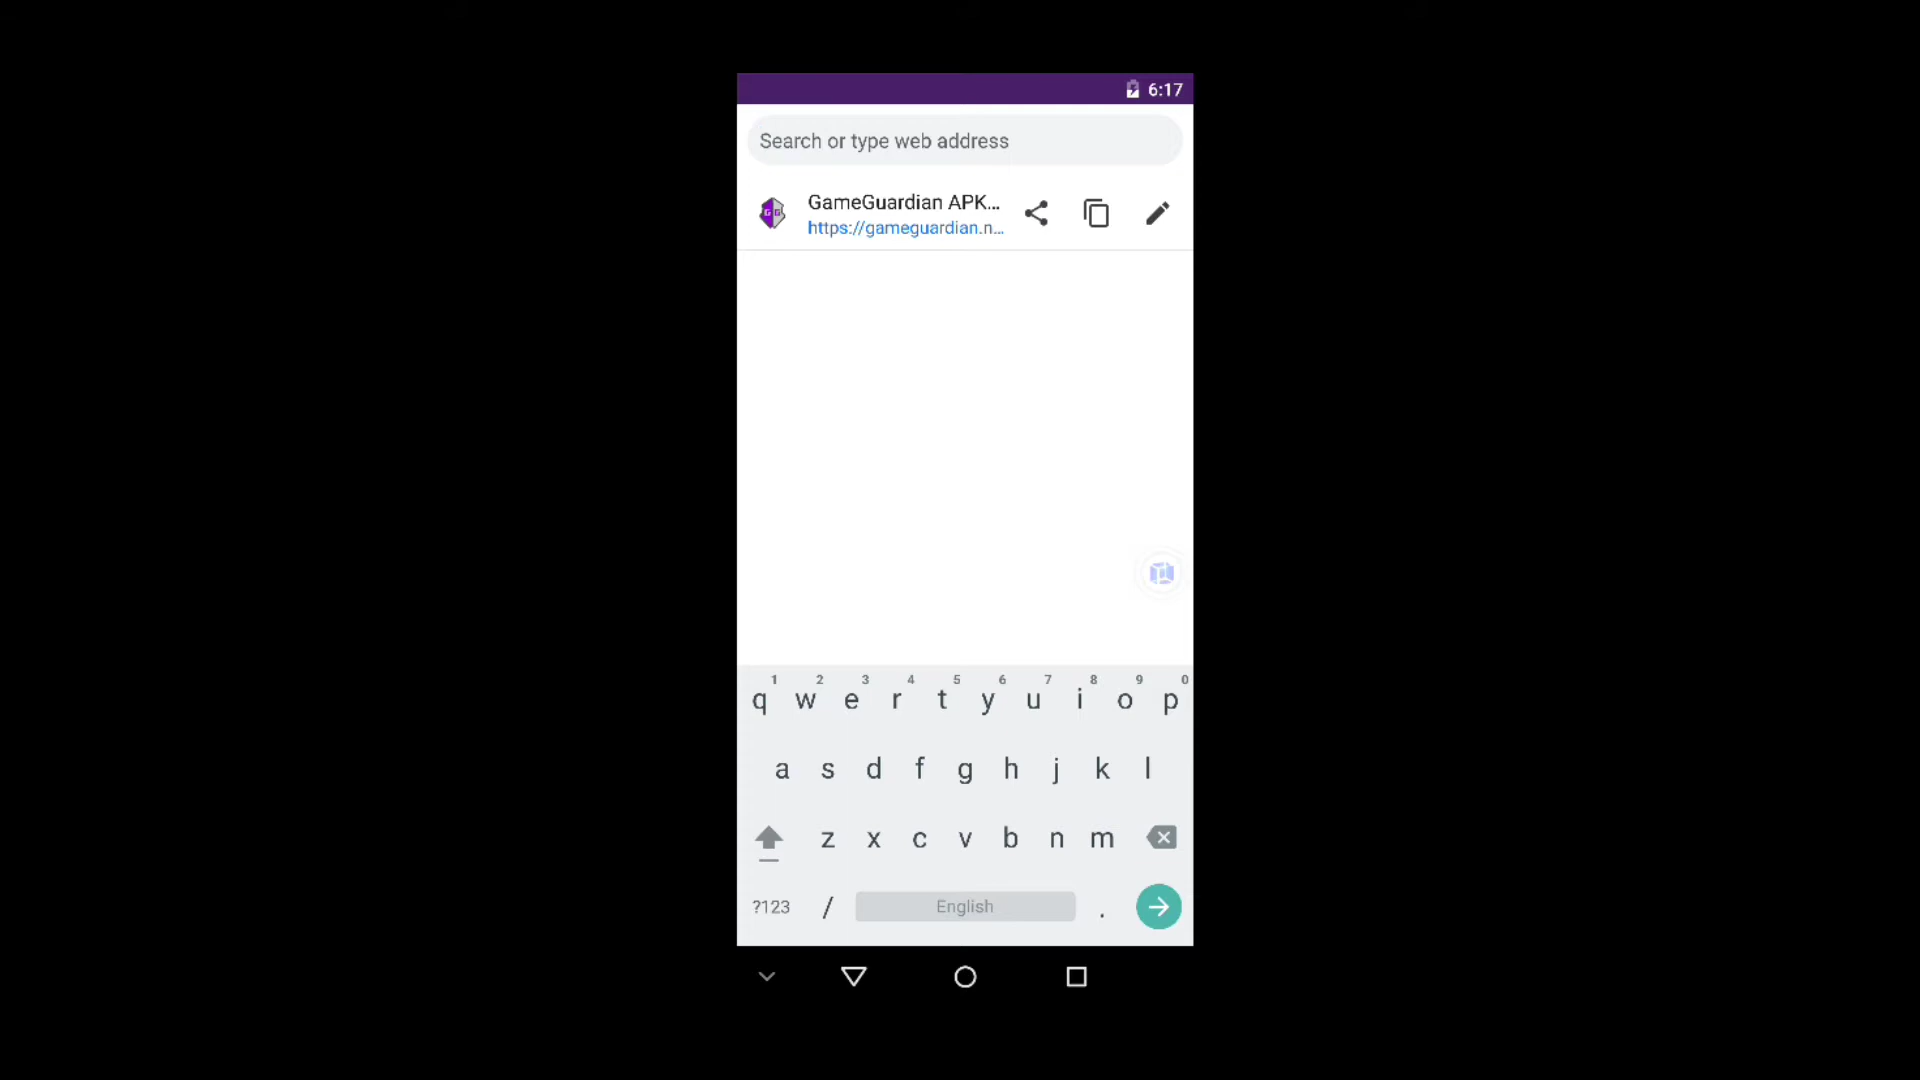 6:17
Search or type web address
GameGuardian APK...
https://gameguardian.n...
1 2 3 4 5 6 7 8 9 0
q w e r t y u i o p
a s d f g h j k l
z x c v b n m
?123 / English .